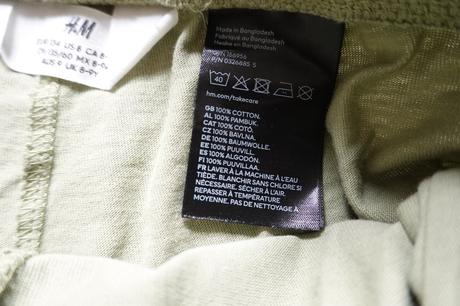 H&M
Made in Bangladesh
Fabriqué au Bangladesh
Hecho en Bangladesh
P/N 0326685 S
40
hm.com/takecare
GB 100% COTTON.
AL 100% PAMBUK.
CAT 100% COTÓ.
CZ 100% BAVLNA.
DE 100% BAUMWOLLE.
EE 100% PUUVILL.
ES 100% ALGODÓN.
FI 100% PUUVILLAA.
FR LAVER À LA MACHINE À L'EAU
TIÈDE. BLANCHIR SANS CHLORE SI
NÉCESSAIRE, SÉCHER À L'AIR.
REPASSER À TEMPÉRATURE
MOYENNE. PAS DE NETTOYAGE À